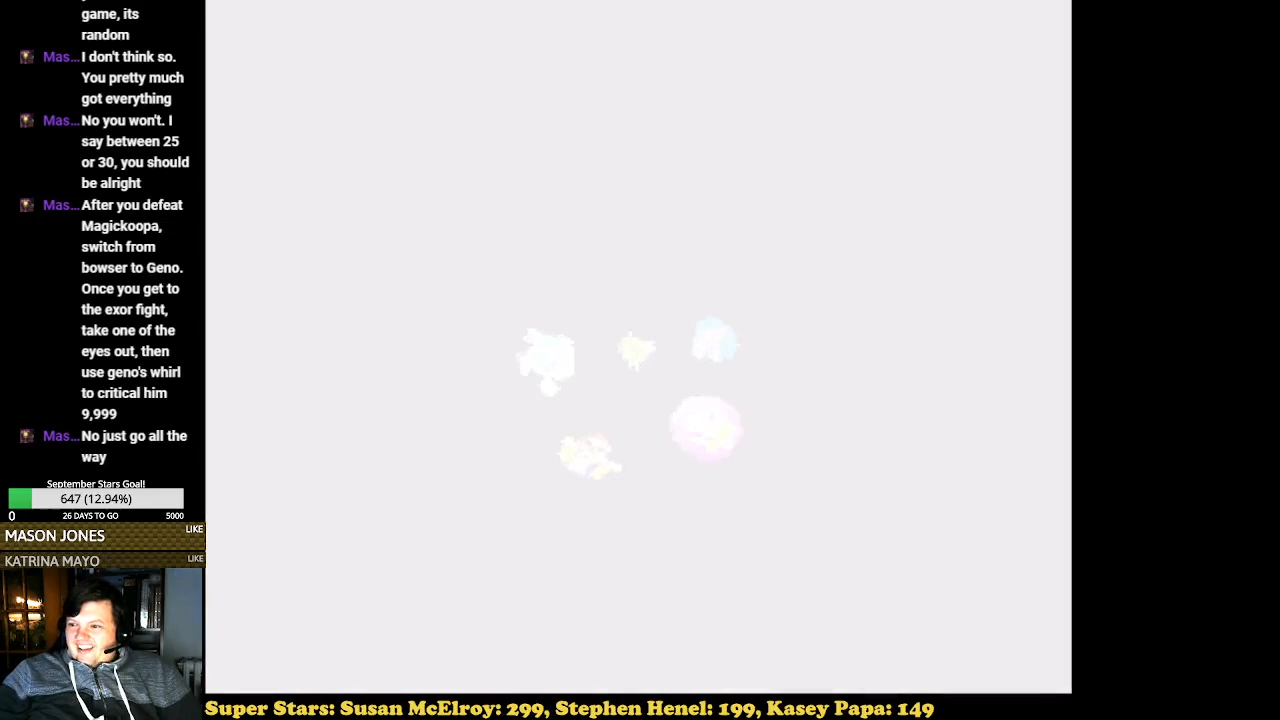 game, its
random
Mas... I don't think so.
You pretty much
got everything
Mas... No you won't. I
say between 25
or 30, you should
be alright
Mas... After you defeat
Magickoopa,
switch from
bowser to Geno.
Once you get to
the exor fight,
take one of the
eyes out, then
use geno's whirl
to critical him
9,999
Mas... No just go all the
way
September Stars Goal!
647 (12.94%)
0 26 DAYS TO GO 5000
MASON JONES LIKE
KATRINA MAYO LIKE
Super Stars: Susan McElroy: 299, Stephen Henel: 199, Kasey Papa: 149